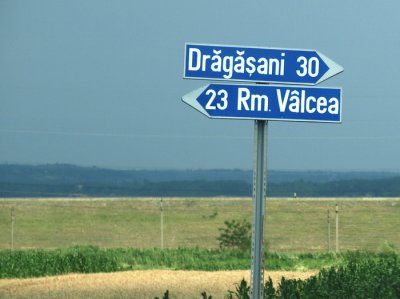 Drăgăşani 30
23 Rm. Vâlcea